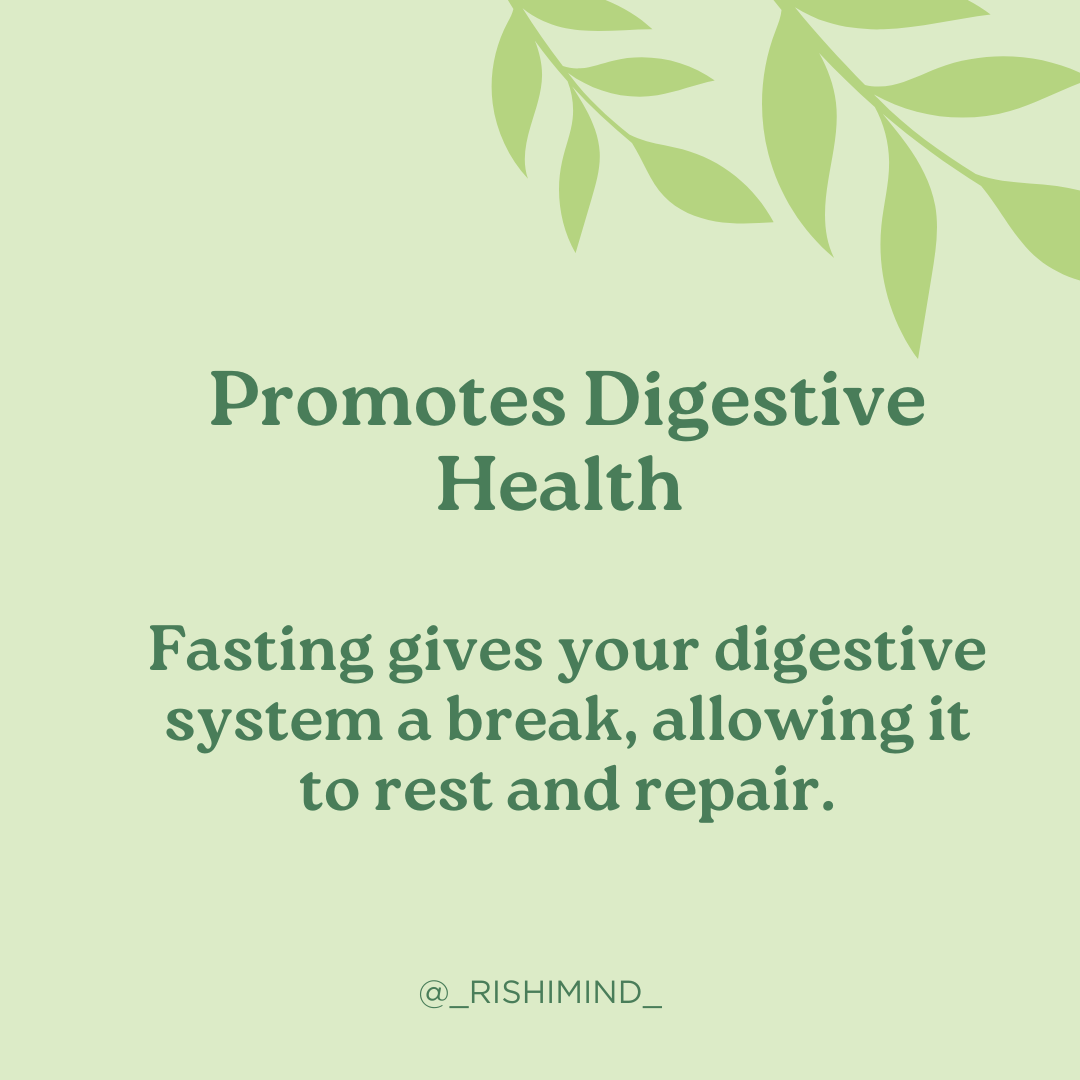 Promotes Digestive
Health
Fasting gives your digestive
system a break, allowing it
to rest and repair.
@_RISHIMIND_